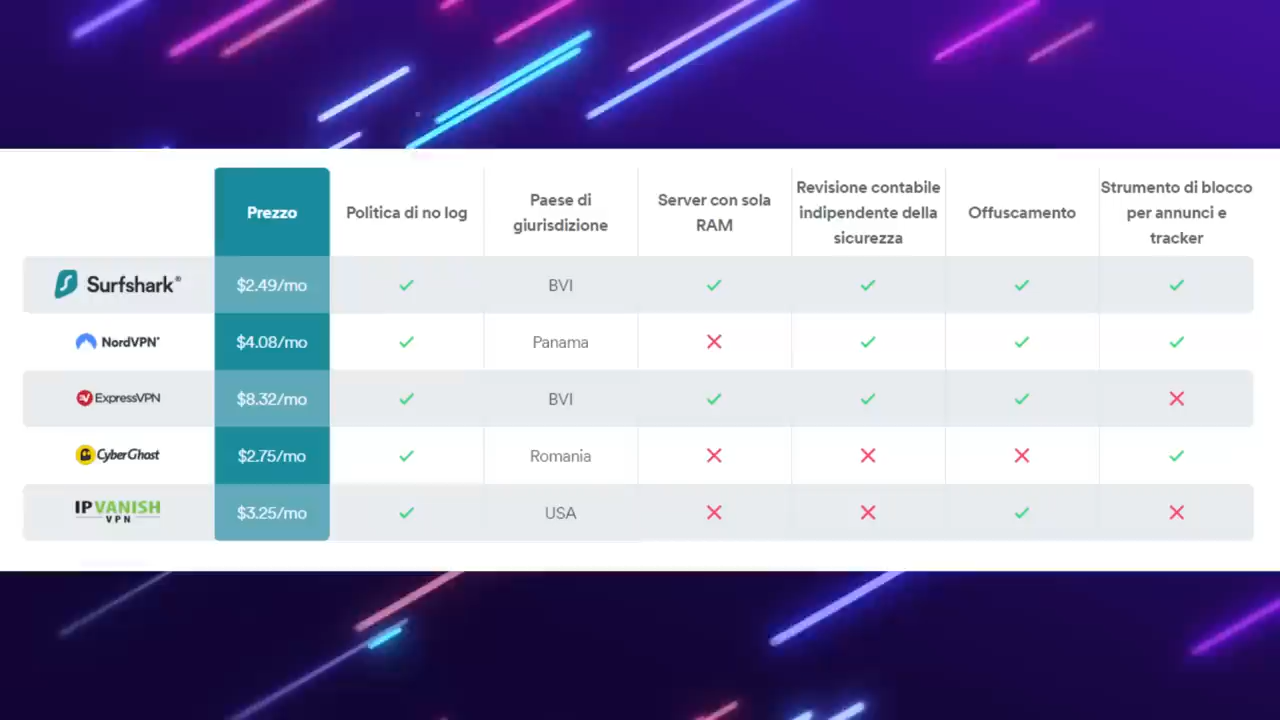 Prezzo
Politica di no log
Paese di
giurisdizione
Server con sola
RAM
Revisione contabile
indipendente della
sicurezza
Offuscamento
Strumento di blocco
per annunci e
tracker
Surfshark®
$2.49/mo
BVI
NordVPN®
$4.08/mo
Panama
ExpressVPN
$8.32/mo
BVI
CyberGhost
$2.75/mo
Romania
IPVANISH
VPN
$3.25/mo
USA